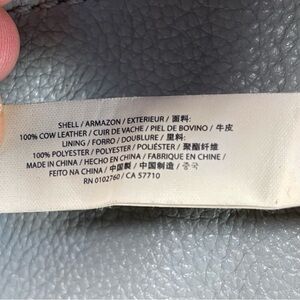 SHELL / ARMAZON / EXTERIEUR / 面料:
100% COW LEATHER / CUIR DE VACHE / PIEL DE BOVINO / 牛皮
LINING / FORRO / DOUBLURE / 里料:
100% POLYESTER / POLYESTER / POLIÉSTER / 聚酯纤维
MADE IN CHINA / HECHO EN CHINA / FABRIQUE EN CHINE /
FEITO NA CHINA / 中国製 / 中国制造 / 중국
RN 0102760 / CA 57710